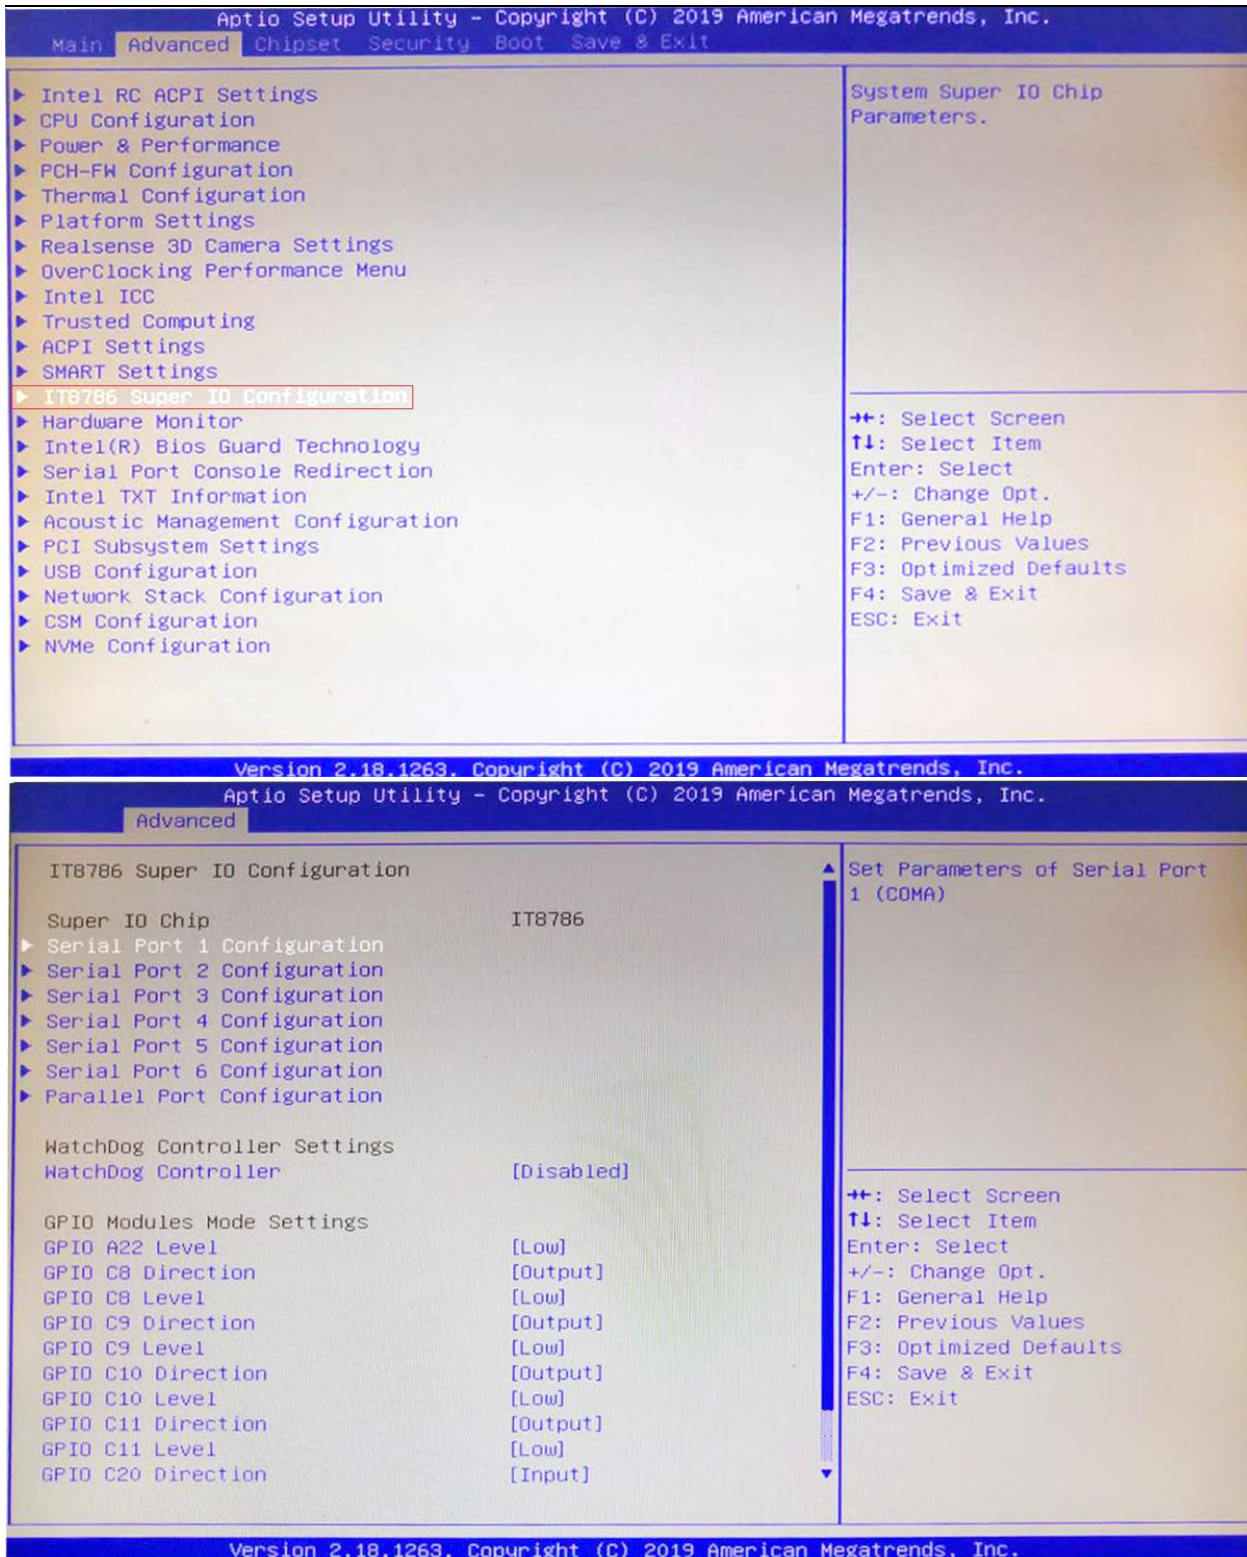 Aptio Setup Utility – Copyright (C) 2019 American Megatrends, Inc.
Main Advanced Chipset Security Boot Save & Exit
▶ Intel RC ACPI Settings
▶ CPU Configuration
▶ Power & Performance
▶ PCH-FW Configuration
▶ Thermal Configuration
▶ Platform Settings
▶ Realsense 3D Camera Settings
▶ OverClocking Performance Menu
▶ Intel ICC
▶ Trusted Computing
▶ ACPI Settings
▶ SMART Settings
▶ IT8786 Super IO Configuration
▶ Hardware Monitor
▶ Intel(R) Bios Guard Technology
▶ Serial Port Console Redirection
▶ Intel TXT Information
▶ Acoustic Management Configuration
▶ PCI Subsystem Settings
▶ USB Configuration
▶ Network Stack Configuration
▶ CSM Configuration
▶ NVMe Configuration
System Super IO Chip
Parameters.
→←: Select Screen
↑↓: Select Item
Enter: Select
+/-: Change Opt.
F1: General Help
F2: Previous Values
F3: Optimized Defaults
F4: Save & Exit
ESC: Exit
Version 2.18.1263. Copyright (C) 2019 American Megatrends, Inc.
Aptio Setup Utility – Copyright (C) 2019 American Megatrends, Inc.
Advanced
IT8786 Super IO Configuration
Super IO Chip IT8786
▶ Serial Port 1 Configuration
▶ Serial Port 2 Configuration
▶ Serial Port 3 Configuration
▶ Serial Port 4 Configuration
▶ Serial Port 5 Configuration
▶ Serial Port 6 Configuration
▶ Parallel Port Configuration
WatchDog Controller Settings
WatchDog Controller [Disabled]
GPIO Modules Mode Settings
GPIO A22 Level [Low]
GPIO C8 Direction [Output]
GPIO C8 Level [Low]
GPIO C9 Direction [Output]
GPIO C9 Level [Low]
GPIO C10 Direction [Output]
GPIO C10 Level [Low]
GPIO C11 Direction [Output]
GPIO C11 Level [Low]
GPIO C20 Direction [Input]
Set Parameters of Serial Port
1 (COMA)
→←: Select Screen
↑↓: Select Item
Enter: Select
+/-: Change Opt.
F1: General Help
F2: Previous Values
F3: Optimized Defaults
F4: Save & Exit
ESC: Exit
Version 2.18.1263. Copyright (C) 2019 American Megatrends, Inc.